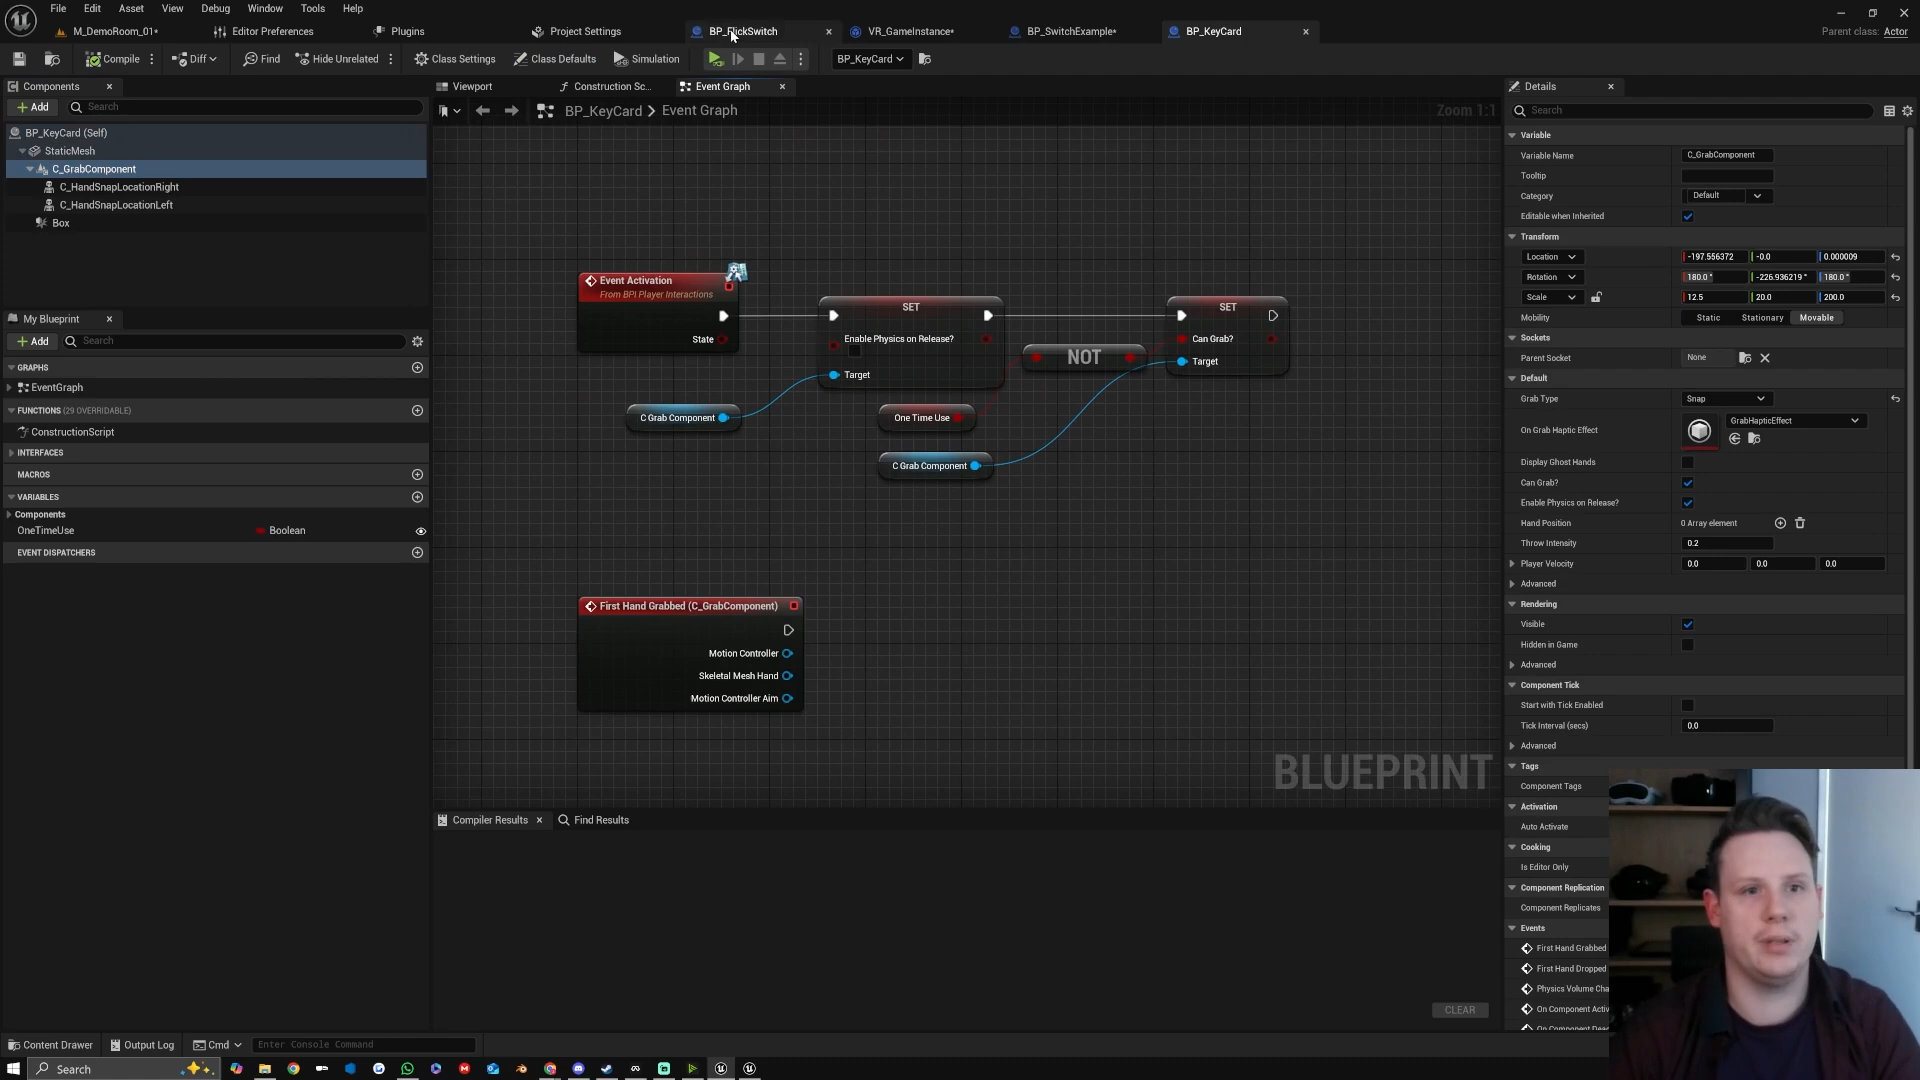 File Edit Asset View Debug Window Tools Help
M_DemoRoom_01* Editor Preferences Plugins Project Settings BP_FlickSwitch × VR_GameInstance* BP_SwitchExample* BP_KeyCard × Parent class: Actor
Compile Diff Find Hide Unrelated Class Settings Class Defaults Simulation BP_KeyCard
Components ×
Add Search
BP_KeyCard (Self)
StaticMesh
C_GrabComponent
C_HandSnapLocationRight
C_HandSnapLocationLeft
Box
My Blueprint ×
Add Search
GRAPHS
EventGraph
FUNCTIONS (29 OVERRIDABLE)
ConstructionScript
INTERFACES
MACROS
VARIABLES
Components
OneTimeUse Boolean
EVENT DISPATCHERS
Viewport Construction Sc... Event Graph ×
BP_KeyCard > Event Graph Zoom 1:1
Event Activation
From BPI Player Interactions
State
SET
Enable Physics on Release?
Target
NOT
SET
Can Grab?
Target
C Grab Component
One Time Use
C Grab Component
First Hand Grabbed (C_GrabComponent)
Motion Controller
Skeletal Mesh Hand
Motion Controller Aim
BLUEPRINT
Compiler Results × Find Results
CLEAR
Details ×
Search
Variable
Variable Name C_GrabComponent
Tooltip
Category Default
Editable when Inherited
Transform
Location -197.556372 -0.0 0.000009
Rotation 180.0° -226.936219° 180.0°
Scale 12.5 20.0 200.0
Mobility Static Stationary Movable
Sockets
Parent Socket None
Default
Grab Type Snap
On Grab Haptic Effect GrabHapticEffect
Display Ghost Hands
Can Grab?
Enable Physics on Release?
Hand Position 0 Array element
Throw Intensity 0.2
Player Velocity 0.0 0.0 0.0
Advanced
Rendering
Visible
Hidden in Game
Advanced
Component Tick
Start with Tick Enabled
Tick Interval (secs) 0.0
Advanced
Tags
Component Tags
Activation
Auto Activate
Cooking
Is Editor Only
Component Replication
Component Replicates
Events
First Hand Grabbed
First Hand Dropped
Physics Volume Cha
On Component Activ
On Component Deac
Content Drawer Output Log Cmd Enter Console Command
Search